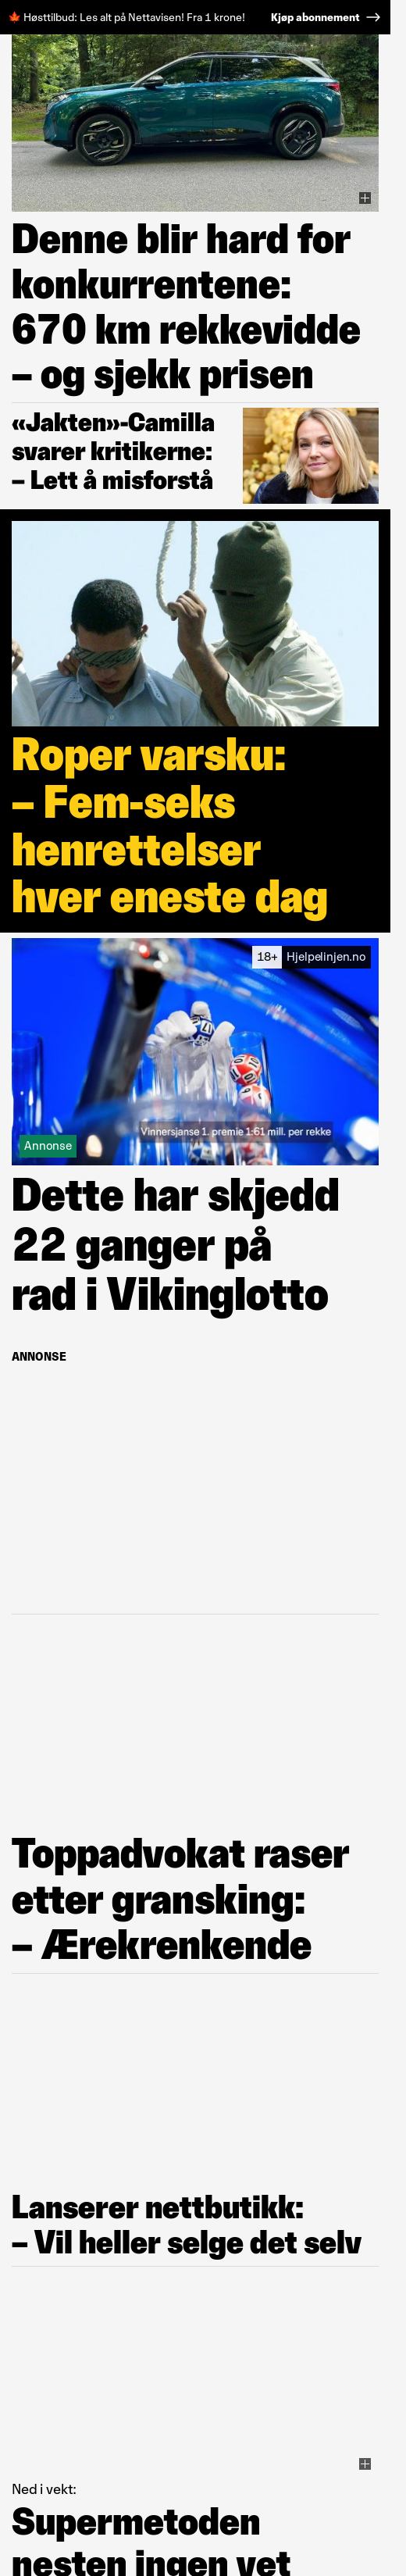 🍁 Høsttilbud: Les alt på Nettavisen! Fra 1 krone! Kjøp abonnement →
Denne blir hard for
konkurrentene:
670 km rekkevidde
– og sjekk prisen
«Jakten»-Camilla
svarer kritikerne:
– Lett å misforstå
Roper varsku:
– Fem-seks
henrettelser
hver eneste dag
18+ Hjelpelinjen.no
Vinnersjanse 1. premie 1:61 mill. per rekke
Annonse
Dette har skjedd
22 ganger på
rad i Vikinglotto
ANNONSE
Toppadvokat raser
etter gransking:
– Ærekrenkende
Lanserer nettbutikk:
– Vil heller selge det selv
Ned i vekt:
Supermetoden
nesten ingen vet